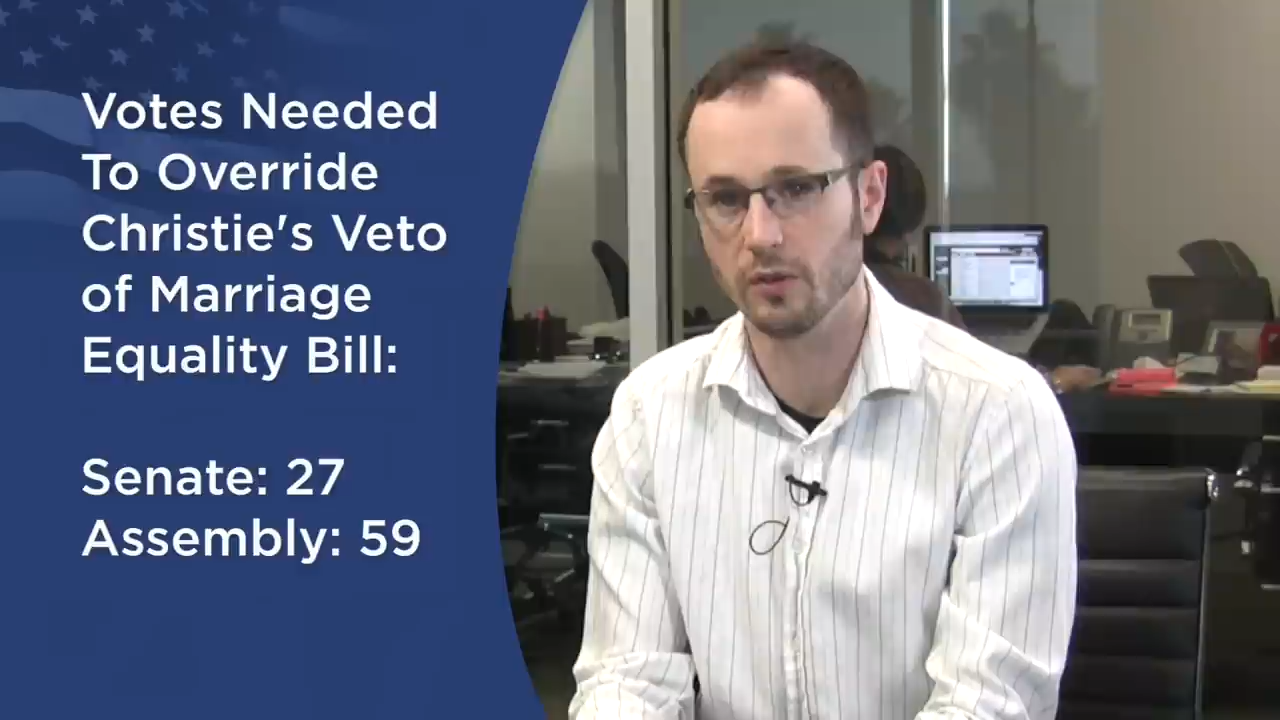 Votes Needed
To Override
Christie's Veto
of Marriage
Equality Bill:
Senate: 27
Assembly: 59